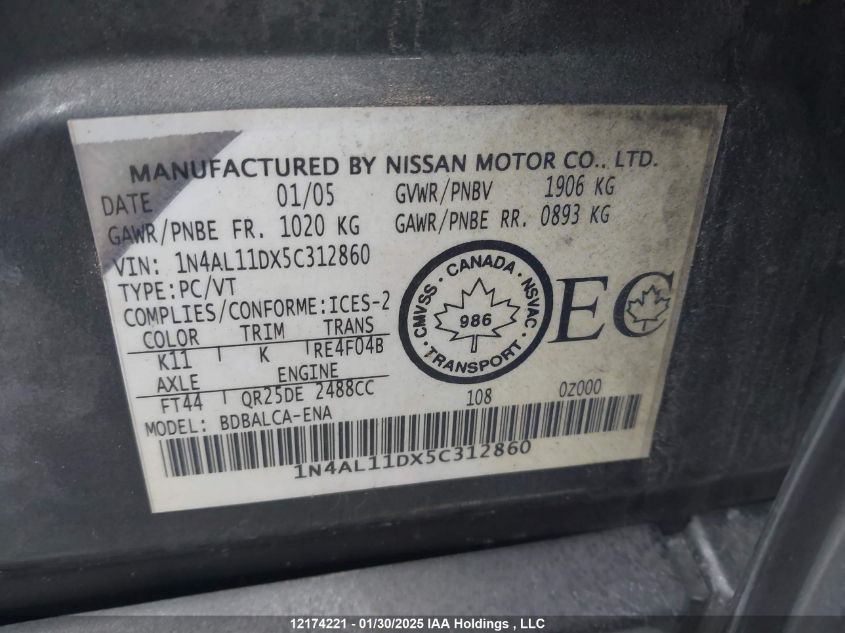 MANUFACTURED BY NISSAN MOTOR CO., LTD.
DATE 01/05 GVWR/PNBV 1906 KG
GAWR/PNBE FR. 1020 KG GAWR/PNBE RR. 0893 KG
VIN: 1N4AL11DX5C312860
TYPE:PC/VT
COMPLIES/CONFORME:ICES-2
COLOR TRIM TRANS
K11 K RE4F04B
AXLE ENGINE
FT44 QR25DE 2488CC 108 0Z000
MODEL: BDBALCA-ENA
CANADA
CMVSS NSVAC
986
TRANSPORT
EC
1N4AL11DX5C312860
12174221 - 01/30/2025 IAA Holdings , LLC